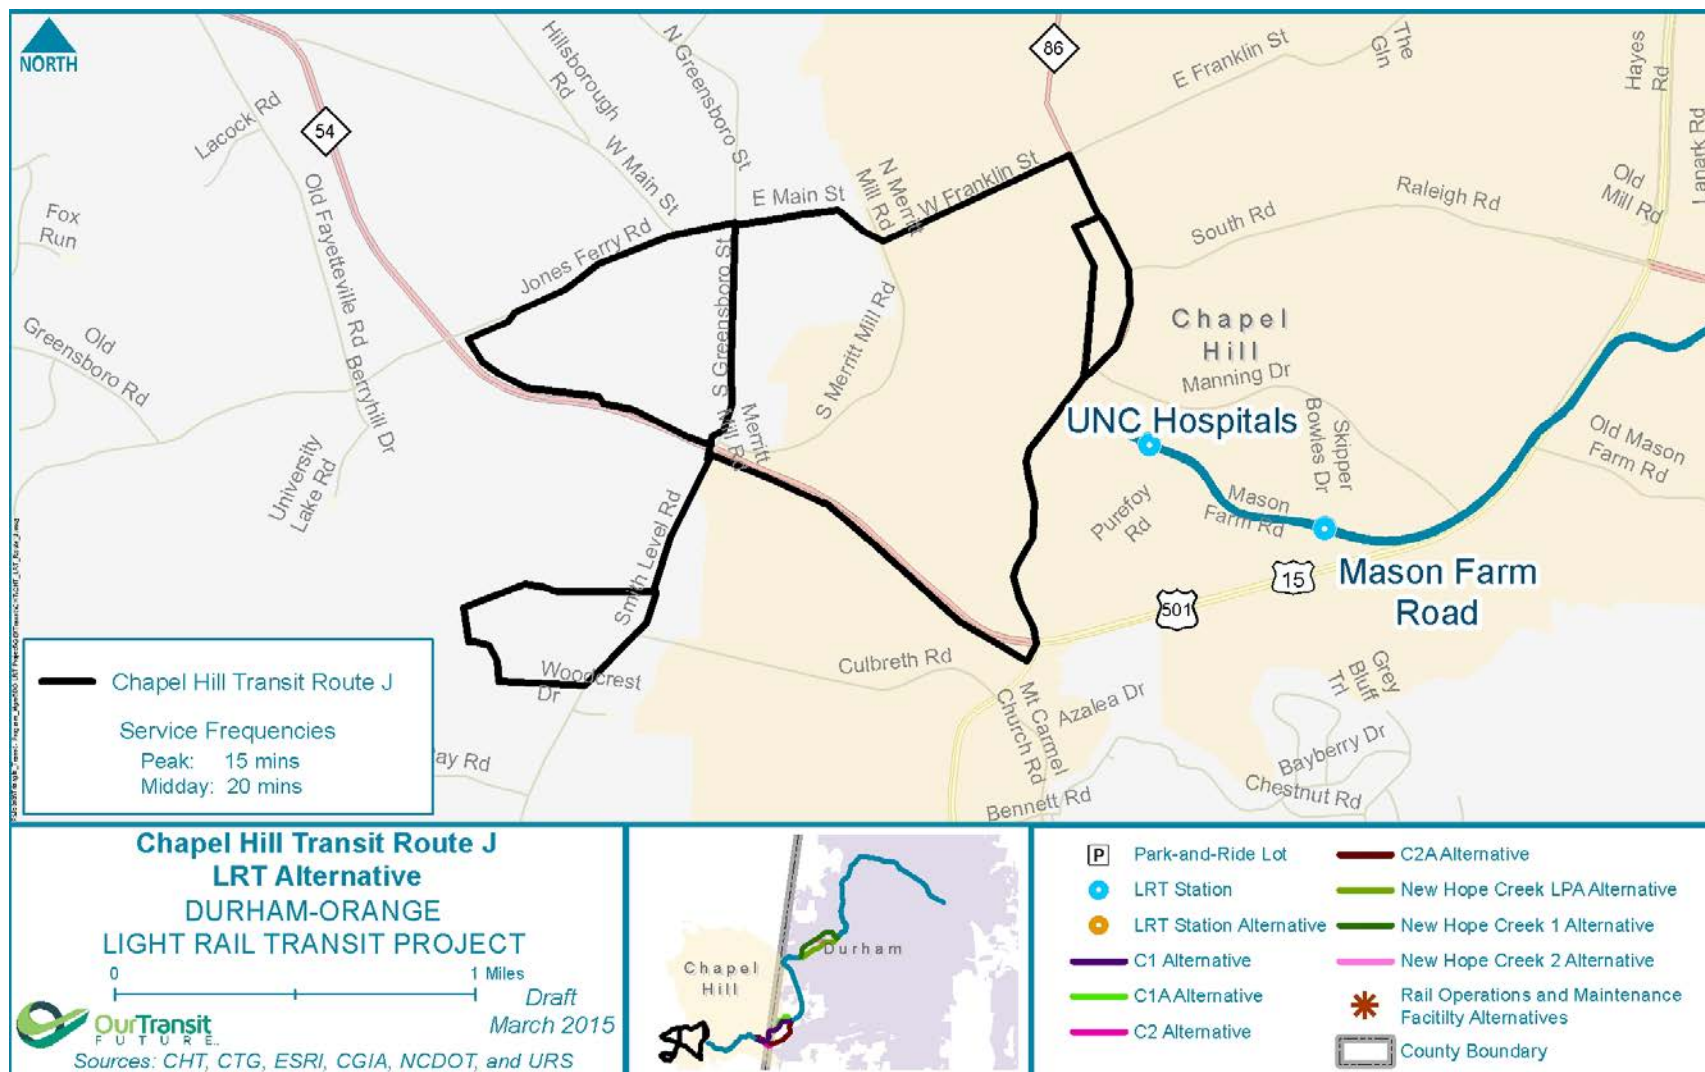 NORTH
54
86
Lacock Rd
Hillsborough
Rd
N Greensboro St
W Main St
E Main St
N Merritt
Mill Rd
W Franklin St
E Franklin St
The
Gln
Hayes
Rd
Lanark Rd
Old
Mill Rd
Raleigh Rd
South Rd
Fox
Run
Old Fayetteville Rd
Jones Ferry Rd
S Greensboro St
S Merritt Mill Rd
Merritt
Mill Rd
Old
Greensboro Rd
Berryhill Dr
University
Lake Rd
Chapel
Hill
Manning Dr
UNC Hospitals
Skipper
Bowles Dr
Old Mason
Farm Rd
Purefoy
Rd
Mason
Farm Rd
Mason Farm
Road
15
501
Smith Level Rd
Woodcrest
Dr
Culbreth Rd
Mt Carmel
Church Rd
Azalea Dr
Grey
Bluff
Trl
Bayberry Dr
Chestnut Rd
Bennett Rd
ay Rd
Chapel Hill Transit Route J
Service Frequencies
Peak: 15 mins
Midday: 20 mins
Chapel Hill Transit Route J
LRT Alternative
DURHAM-ORANGE
LIGHT RAIL TRANSIT PROJECT
0 1 Miles
Draft
March 2015
OurTransit
FUTURE
Sources: CHT, CTG, ESRI, CGIA, NCDOT, and URS
Chapel
Hill
Durham
P Park-and-Ride Lot
LRT Station
LRT Station Alternative
C1 Alternative
C1A Alternative
C2 Alternative
C2A Alternative
New Hope Creek LPA Alternative
New Hope Creek 1 Alternative
New Hope Creek 2 Alternative
Rail Operations and Maintenance
Facilitly Alternatives
County Boundary